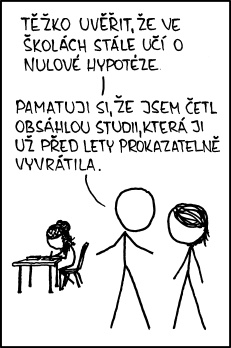 TĚŽKO UVĚŘIT, ŽE VE
ŠKOLÁCH STÁLE UČÍ O
NULOVÉ HYPOTÉZE.
PAMATUJI SI, ŽE JSEM ČETL
OBSÁHLOU STUDII, KTERÁ JI
UŽ PŘED LETY PROKAZATELNĚ
VYVRÁTILA.